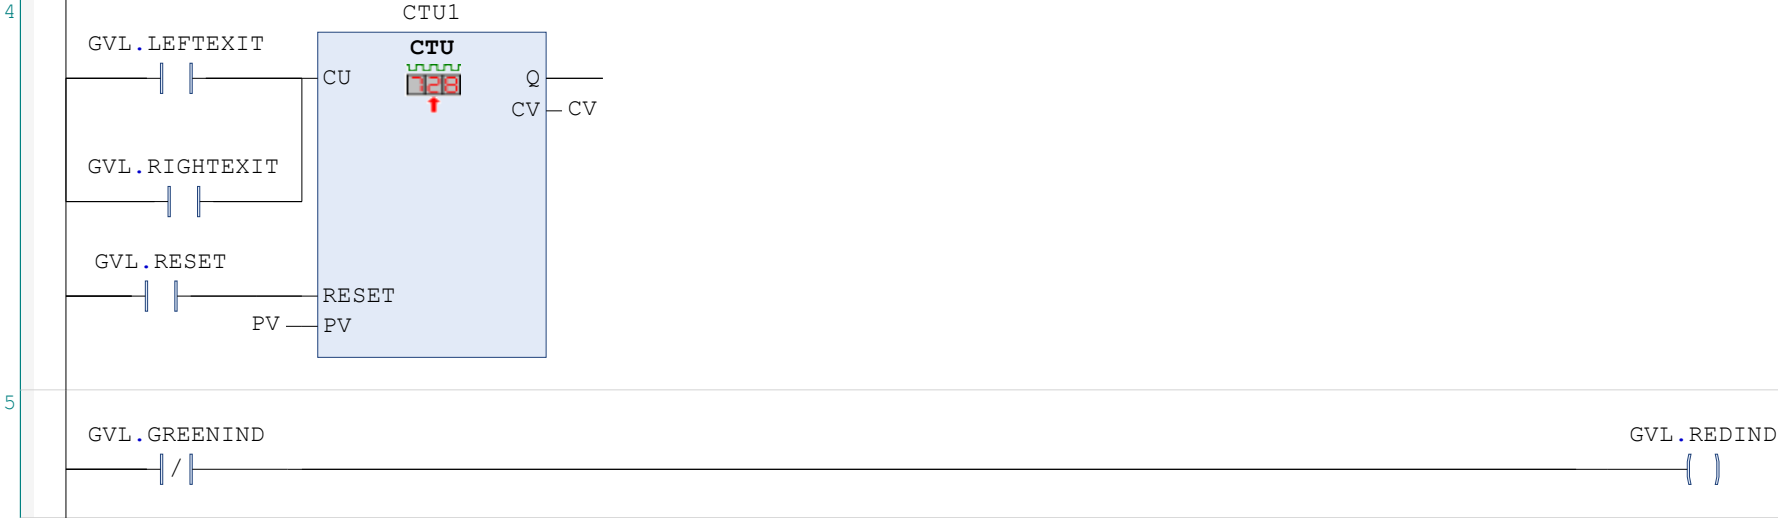 4
CTU1
GVL.LEFTEXIT
CTU
728
CU
Q
CV
CV
GVL.RIGHTEXIT
GVL.RESET
RESET
PV
PV
5
GVL.GREENIND
GVL.REDIND
/